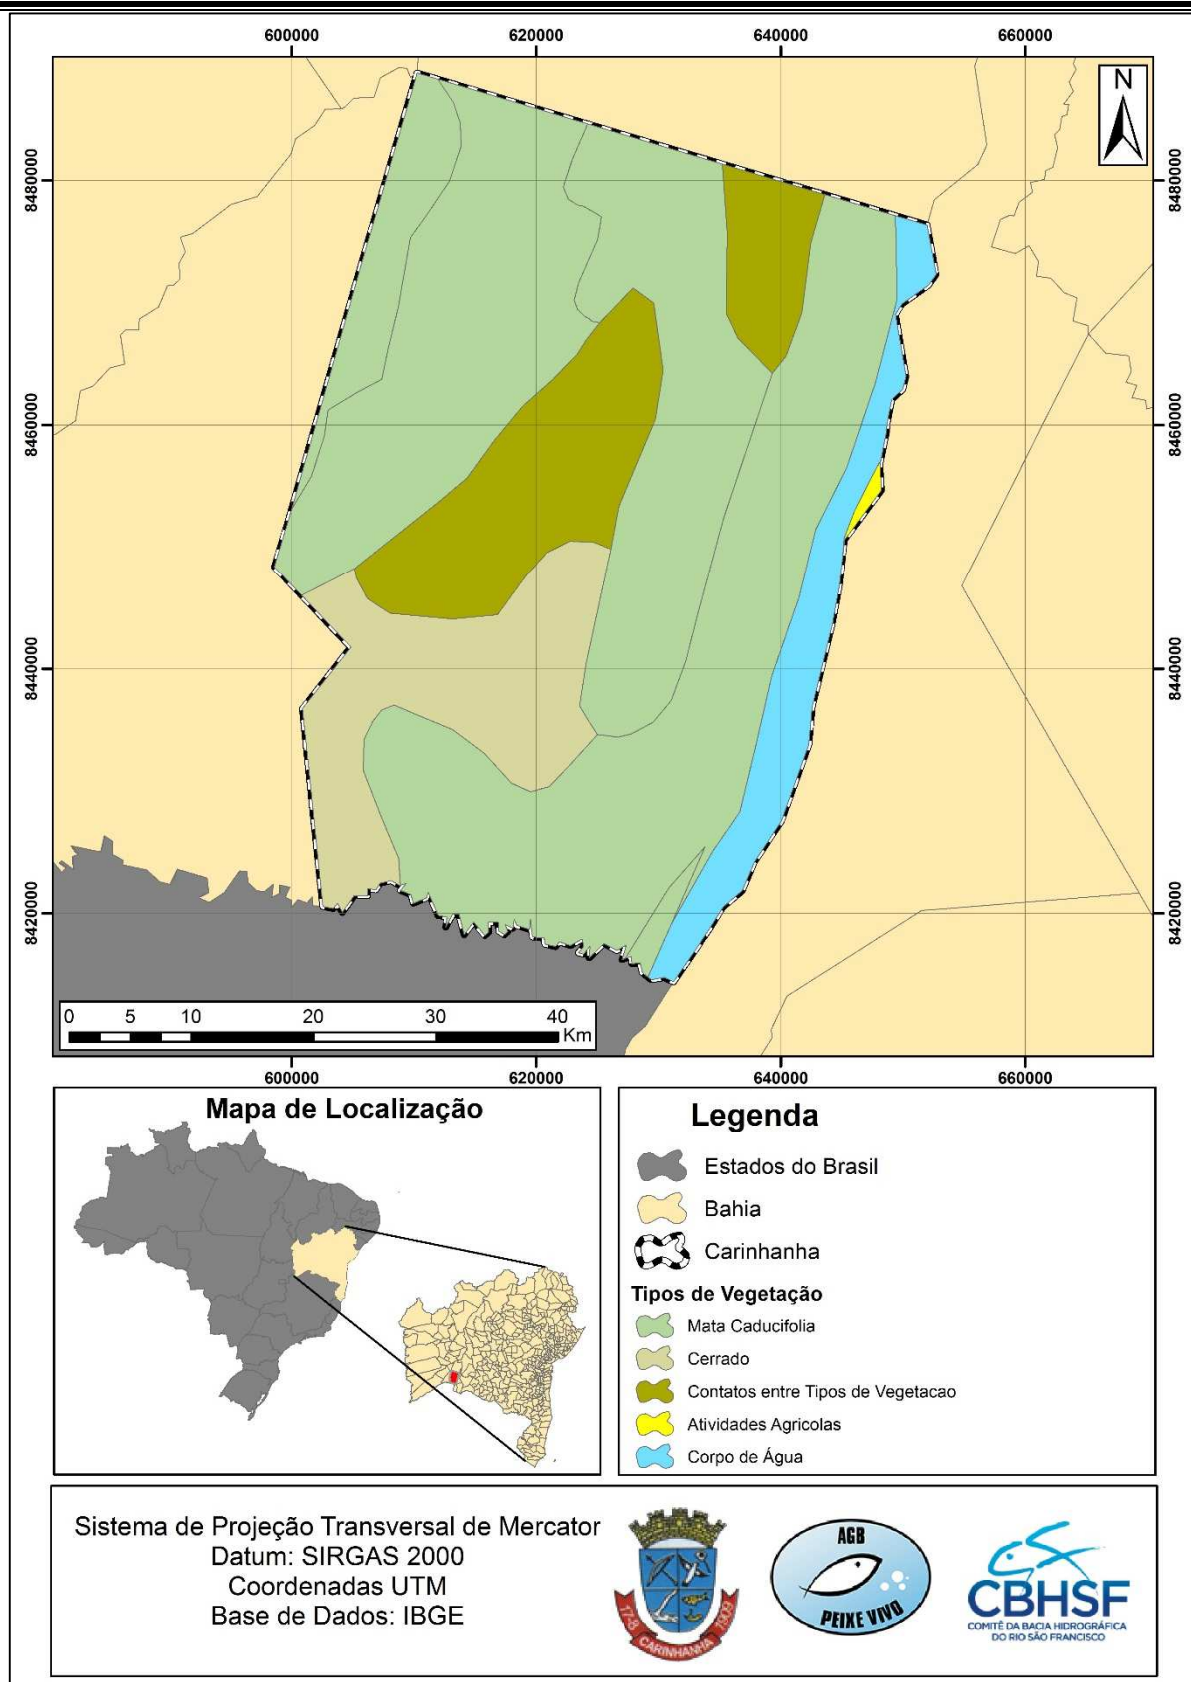 600000 620000 640000 660000
N
8480000 8480000
8460000 8460000
8440000 8440000
8420000 8420000
0 5 10 20 30 40
Km
600000 620000 640000 660000
Mapa de Localização
Legenda
Estados do Brasil
Bahia
Carinhanha
Tipos de Vegetação
Mata Caducifolia
Cerrado
Contatos entre Tipos de Vegetacao
Atividades Agricolas
Corpo de Água
Sistema de Projeção Transversal de Mercator
Datum: SIRGAS 2000
Coordenadas UTM
Base de Dados: IBGE
CARINHANHA 1909
AGB
PEIXE VIVO
CBHSF
COMITÊ DA BACIA HIDROGRÁFICA
DO RIO SÃO FRANCISCO